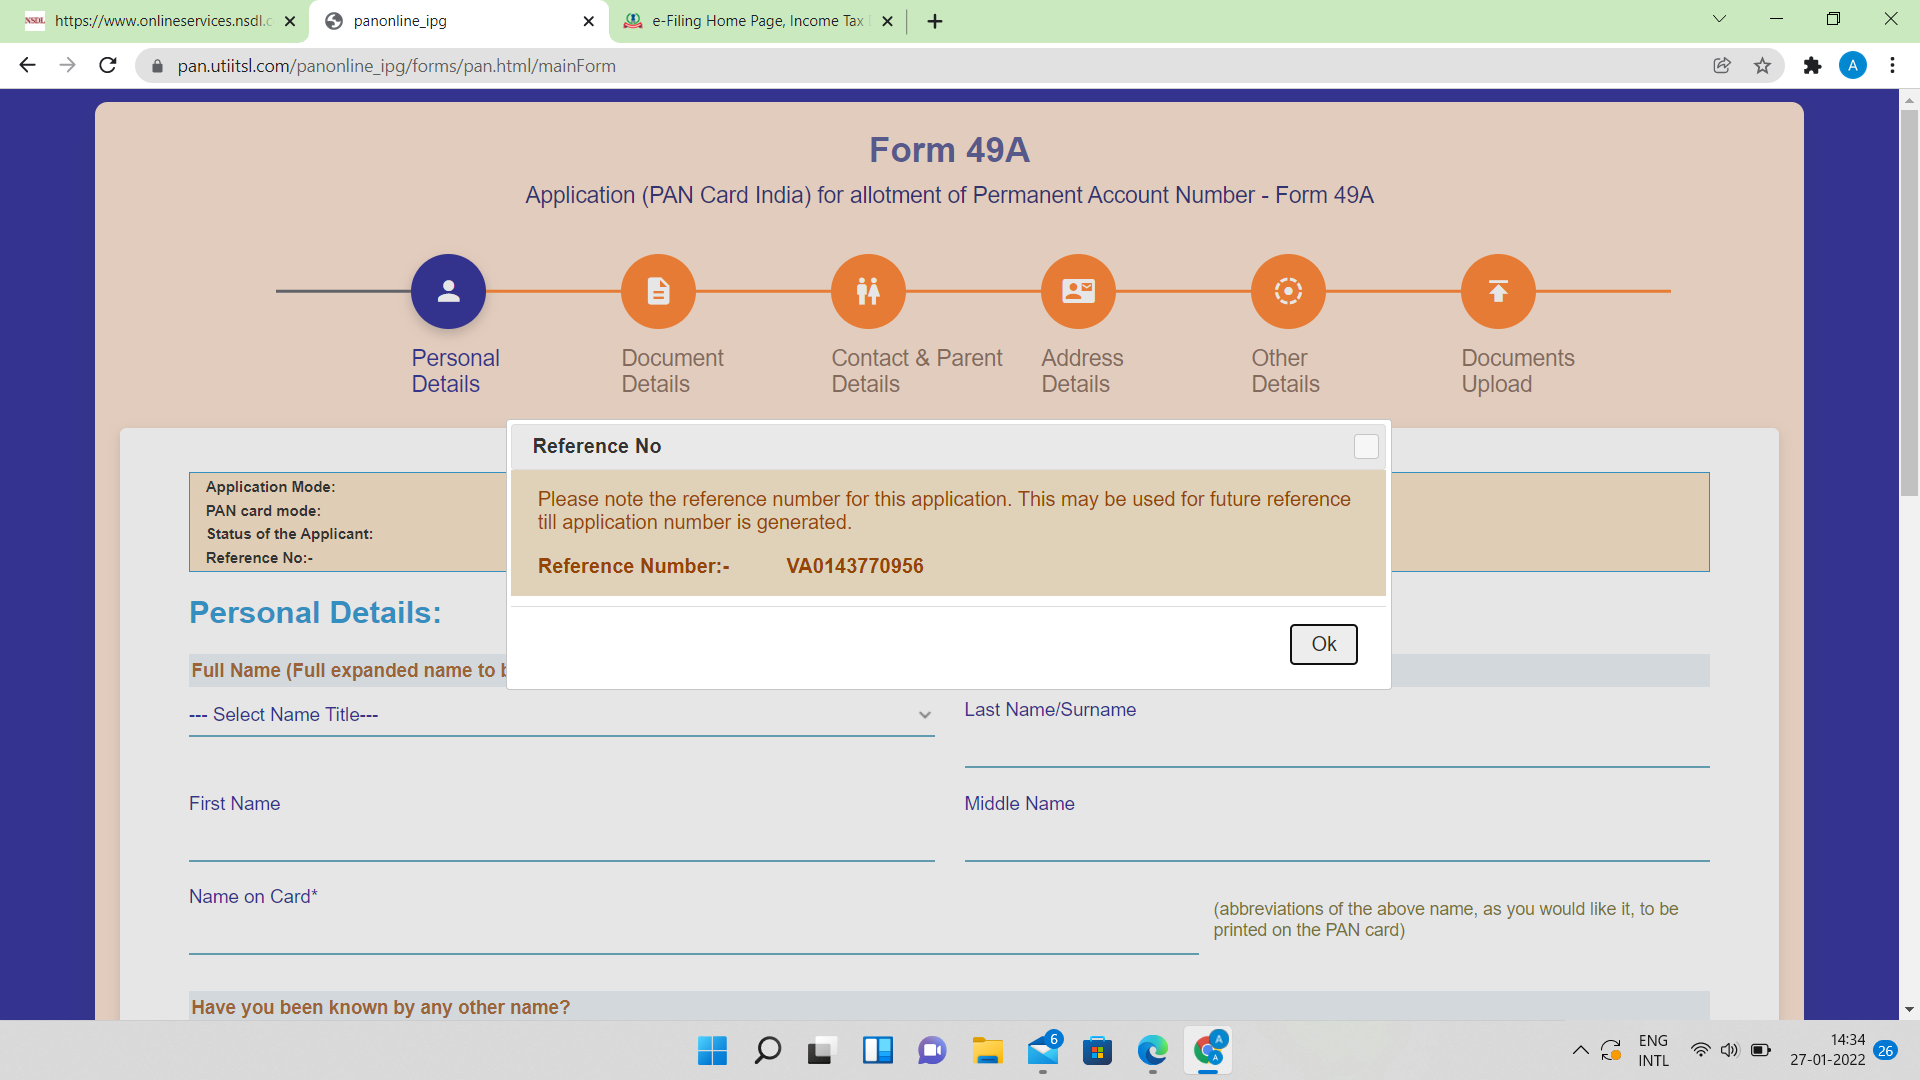 https://www.onlineservices.nsdl.c
panonline_ipg
e-Filing Home Page, Income Tax
pan.utiitsl.com/panonline_ipg/forms/pan.html/mainForm
A
Form 49A
Application (PAN Card India) for allotment of Permanent Account Number - Form 49A
Personal Details
Document Details
Contact & Parent Details
Address Details
Other Details
Documents Upload
Reference No
Please note the reference number for this application. This may be used for future reference
till application number is generated.
Reference Number:- VA0143770956
Ok
Application Mode:
PAN card mode:
Status of the Applicant:
Reference No:-
Personal Details:
Full Name (Full expanded name to
--- Select Name Title---
Last Name/Surname
First Name
Middle Name
Name on Card*
(abbreviations of the above name, as you would like it, to be
printed on the PAN card)
Have you been known by any other name?
6
A
A
ENG
INTL
14:34
27-01-2022
26